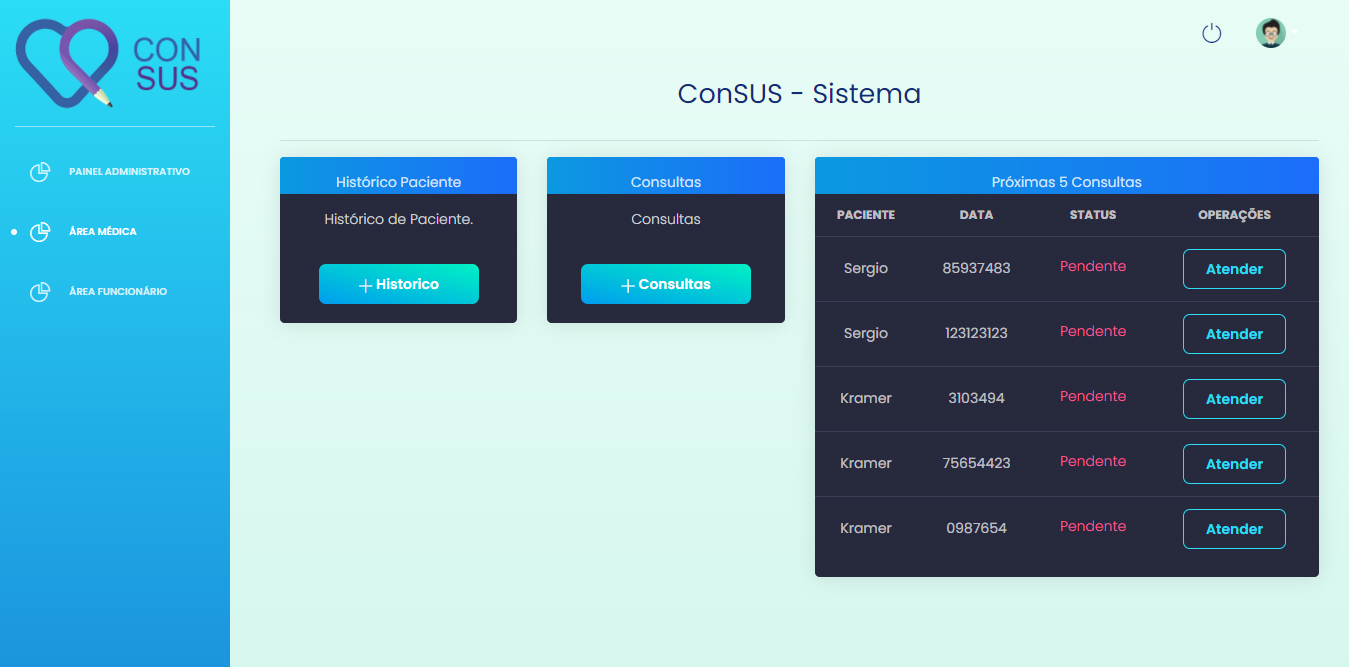 CON
SUS
PAINEL ADMINISTRATIVO
ÁREA MÉDICA
ÁREA FUNCIONÁRIO
ConSUS - Sistema
Histórico Paciente
Histórico de Paciente.
+ Historico
Consultas
Consultas
+ Consultas
Próximas 5 Consultas
PACIENTE DATA STATUS OPERAÇÕES
Sergio 85937483 Pendente Atender
Sergio 123123123 Pendente Atender
Kramer 3103494 Pendente Atender
Kramer 75654423 Pendente Atender
Kramer 0987654 Pendente Atender